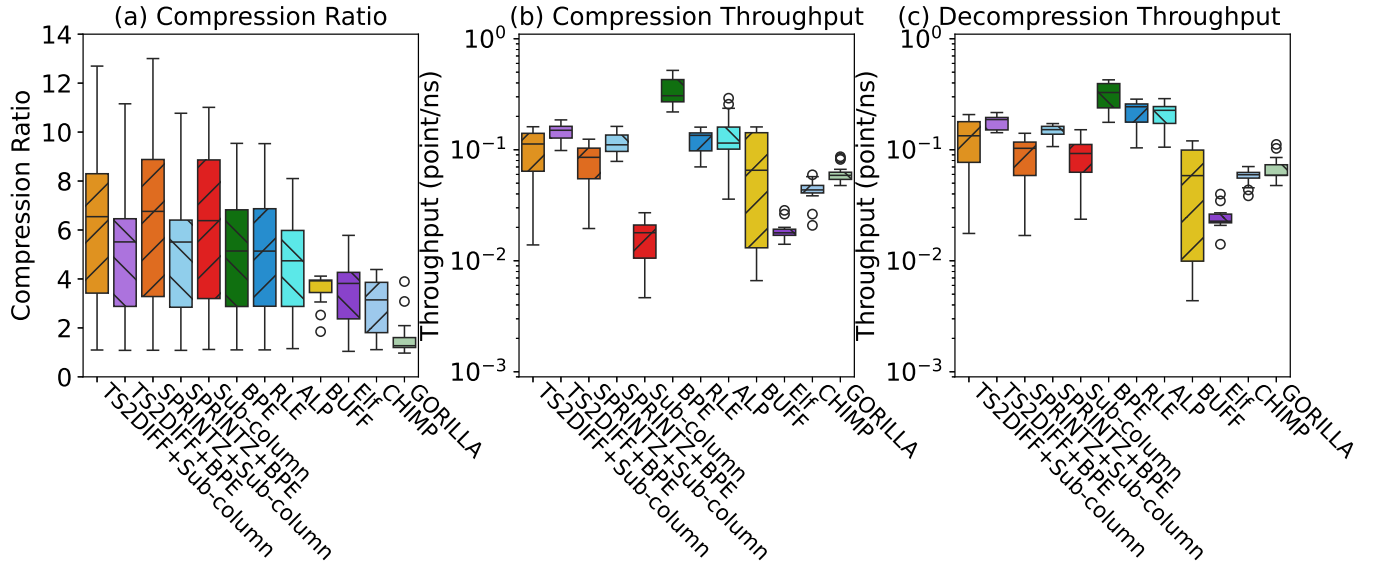 (a) Compression Ratio
Compression Ratio
14
12
10
8
6
4
2
0
TS2DIFF+Sub-column
TS2DIFF+BPE
SPRINTZ+Sub-column
SPRINTZ+BPE
Sub-column
BPE
RLE
ALP
BUFF
Elf
CHIMP
GORILLA
(b) Compression Throughput
Throughput (point/ns)
10⁰
10⁻¹
10⁻²
10⁻³
TS2DIFF+Sub-column
TS2DIFF+BPE
SPRINTZ+Sub-column
SPRINTZ+BPE
Sub-column
BPE
RLE
ALP
BUFF
Elf
CHIMP
GORILLA
(c) Decompression Throughput
Throughput (point/ns)
10⁰
10⁻¹
10⁻²
10⁻³
TS2DIFF+Sub-column
TS2DIFF+BPE
SPRINTZ+Sub-column
SPRINTZ+BPE
Sub-column
BPE
RLE
ALP
BUFF
Elf
CHIMP
GORILLA